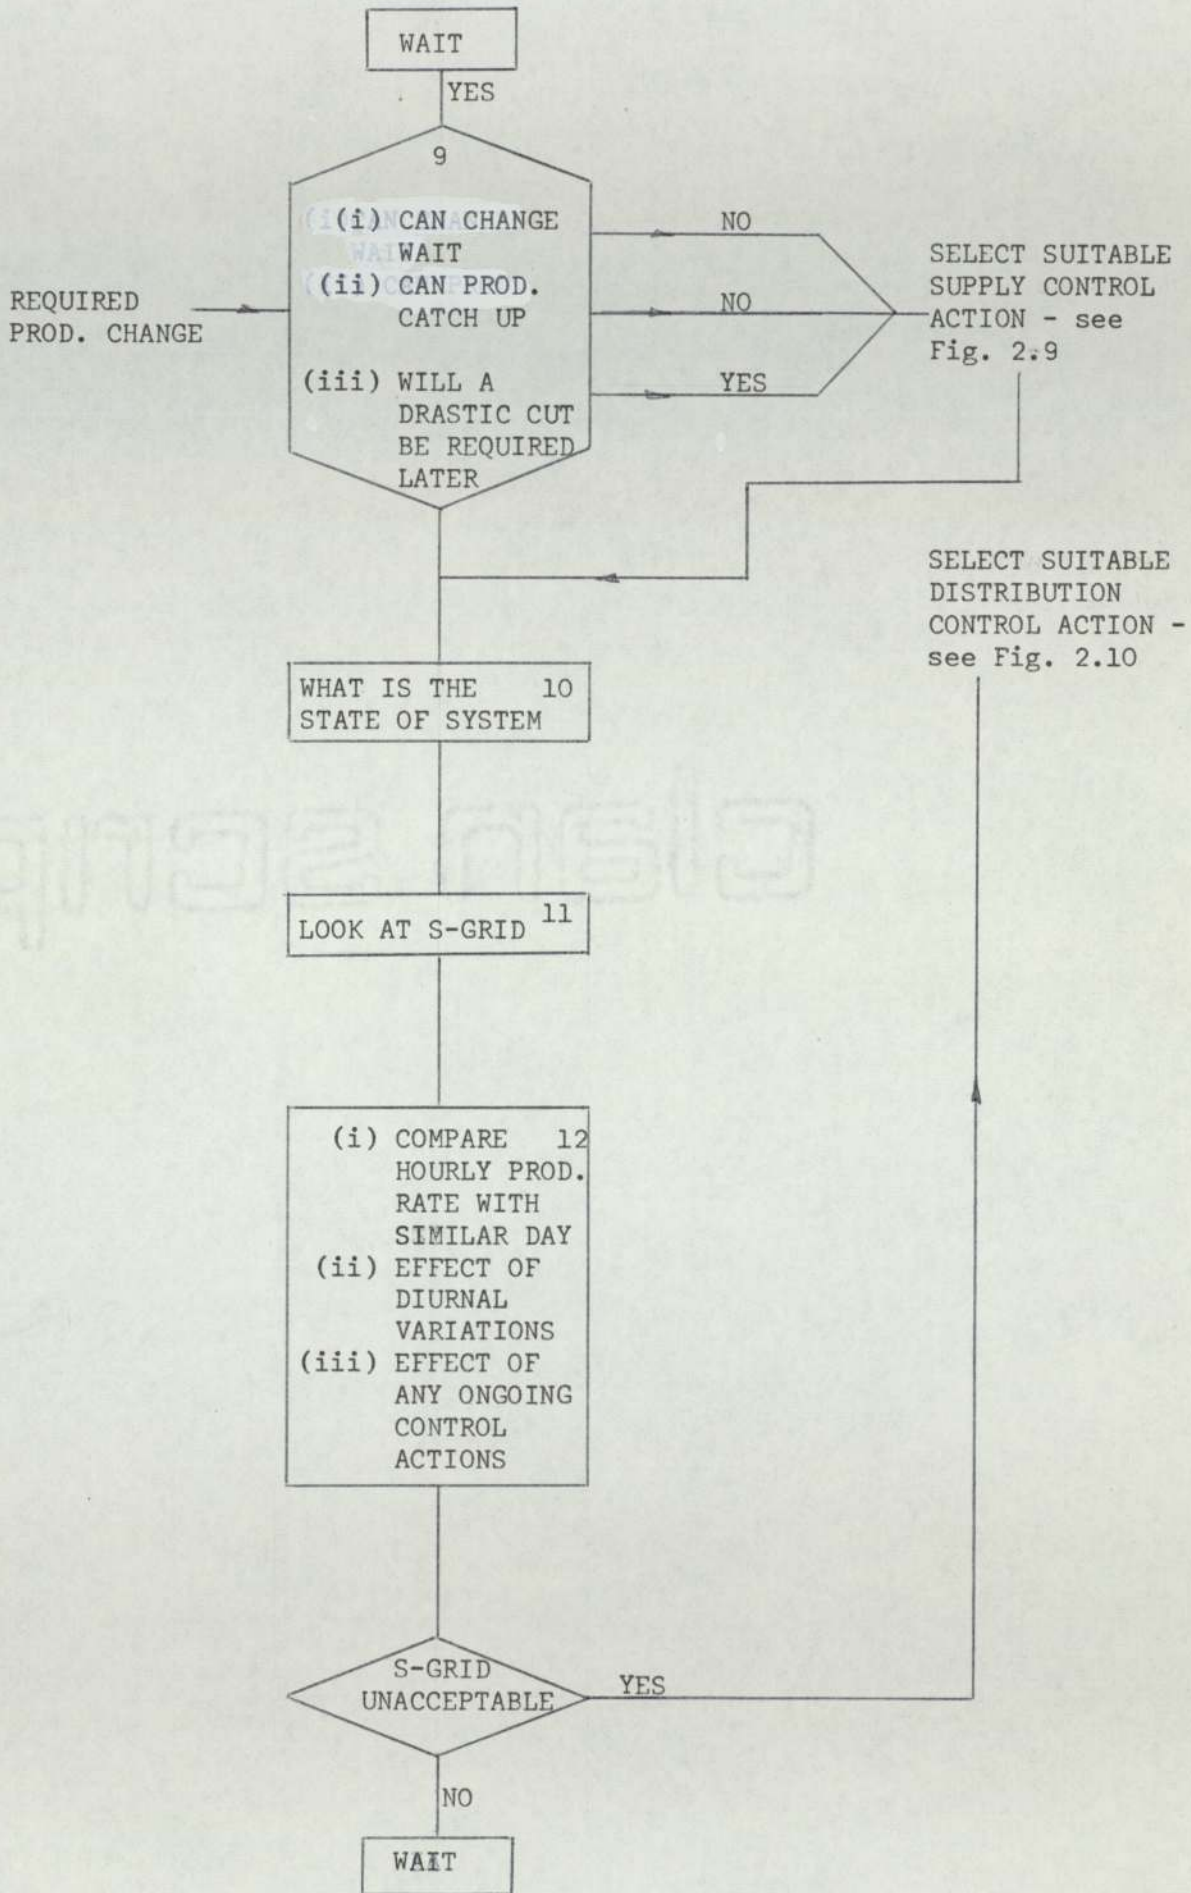 WAIT
YES
9
(i) CAN CHANGE
WAIT
(ii) CAN PROD.
CATCH UP
(iii) WILL A
DRASTIC CUT
BE REQUIRED
LATER
REQUIRED
PROD. CHANGE
NO
NO
YES
SELECT SUITABLE
SUPPLY CONTROL
ACTION - see
Fig. 2.9
SELECT SUITABLE
DISTRIBUTION
CONTROL ACTION -
see Fig. 2.10
WHAT IS THE 10
STATE OF SYSTEM
LOOK AT S-GRID 11
(i) COMPARE 12
HOURLY PROD.
RATE WITH
SIMILAR DAY
(ii) EFFECT OF
DIURNAL
VARIATIONS
(iii) EFFECT OF
ANY ONGOING
CONTROL
ACTIONS
S-GRID
UNACCEPTABLE
YES
NO
WAIT